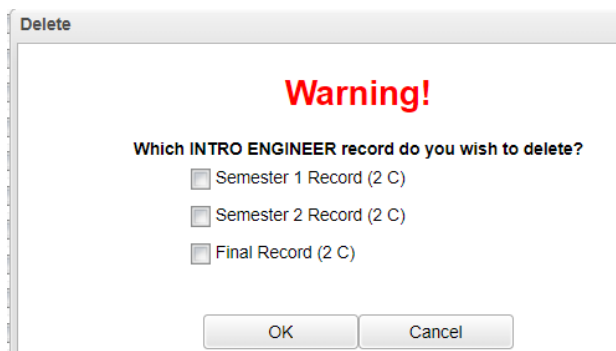 Delete
Warning!
Which INTRO ENGINEER record do you wish to delete?
Semester 1 Record (2 C)
Semester 2 Record (2 C)
Final Record (2 C)
OK Cancel